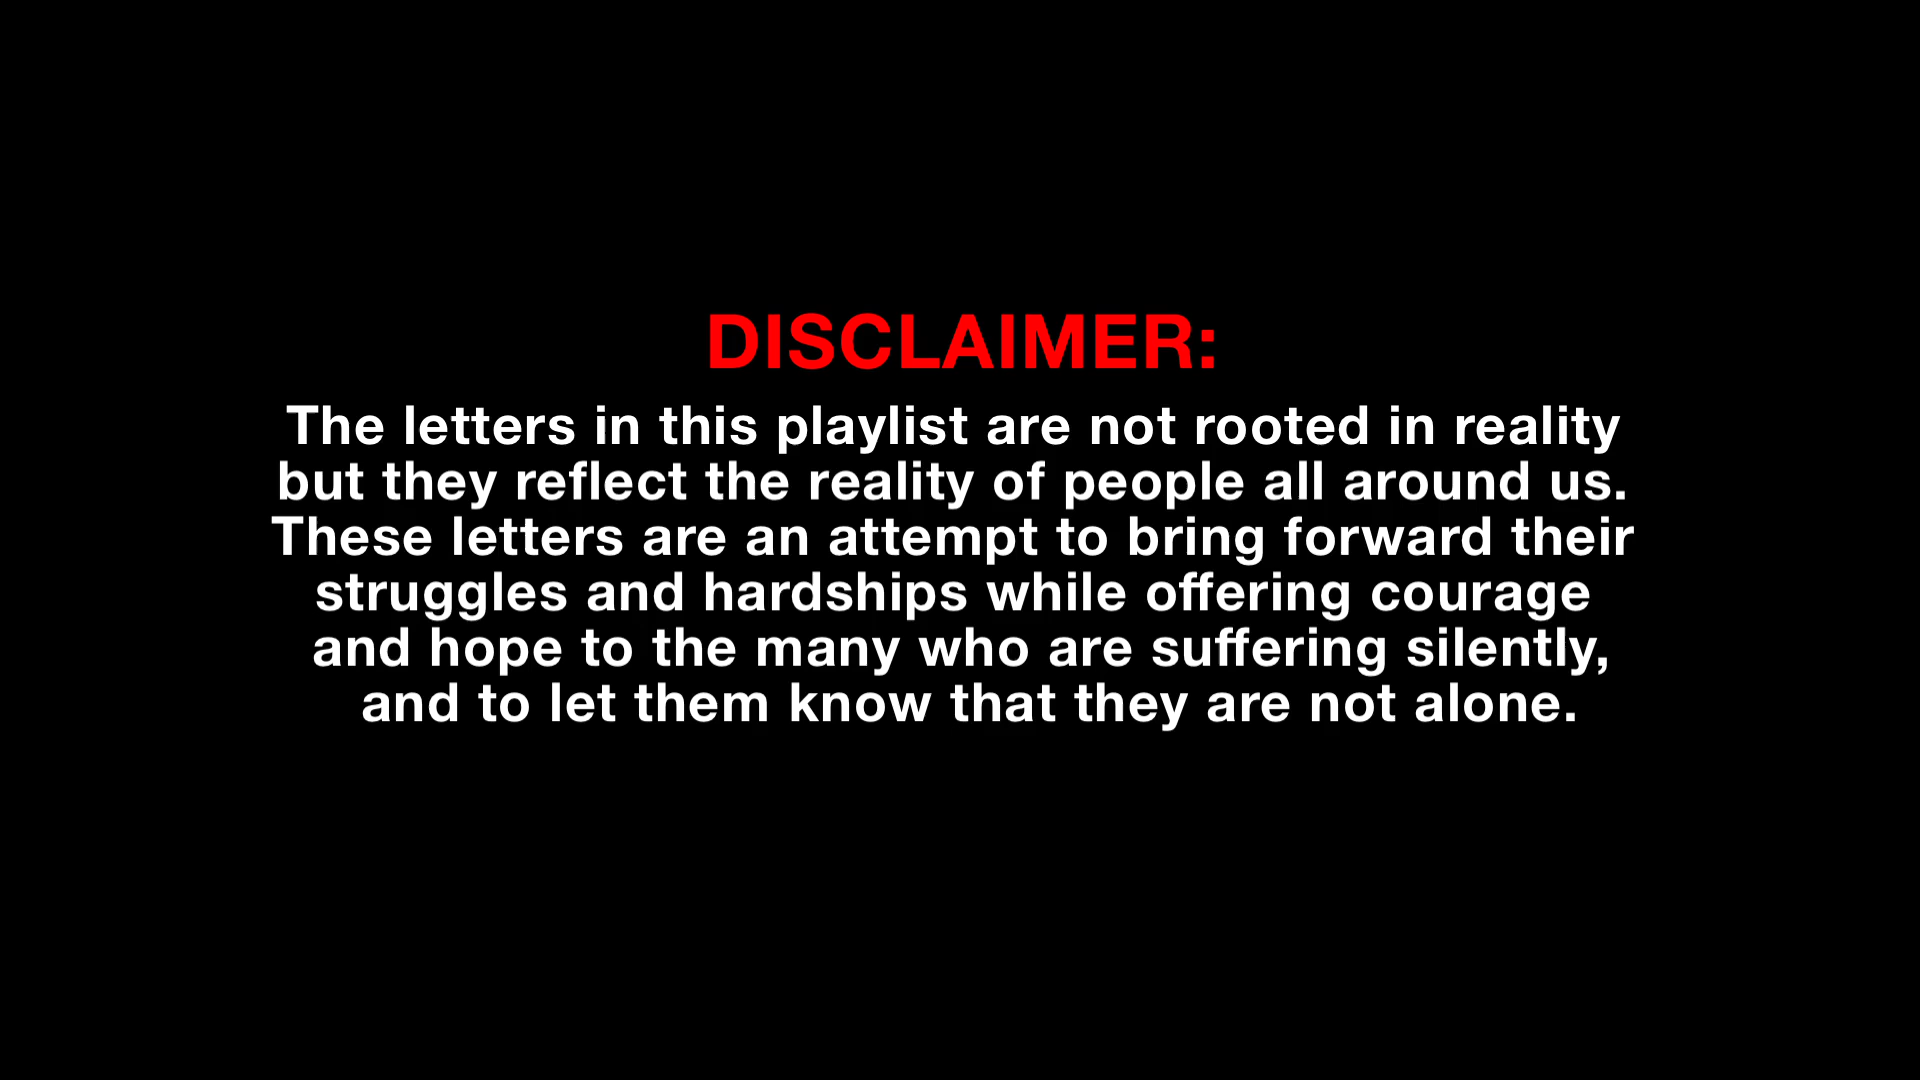 DISCLAIMER:
The letters in this playlist are not rooted in reality
but they reflect the reality of people all around us.
These letters are an attempt to bring forward their
struggles and hardships while offering courage
and hope to the many who are suffering silently,
and to let them know that they are not alone.